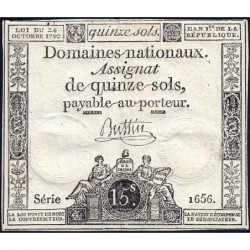 LOI DU 24 OCTOBRE 1792.
quinze sols.
L'AN 1er. DE LA RÉPUBLIQUE.
Domaines nationaux.
Assignat
de quinze sols,
payable au porteur.
Buttin
15s
Série 1656.
LA LOI PUNIT DE MORT LE CONTREFACTEUR.
LA NATION RÉCOMPENSE LE DÉNONCIATEUR.